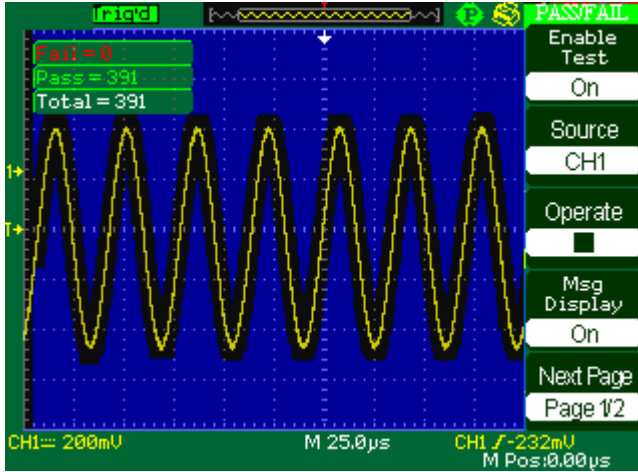 Trig'd
P
S
PASS/FAIL
Fail = 0
Pass = 391
Total = 391
Enable
Test
On
Source
CH1
Operate
Msg
Display
On
Next Page
Page 1/2
1
T
CH1 200mV
M 25.0μs
CH1 -232mV
M Pos:0.00μs